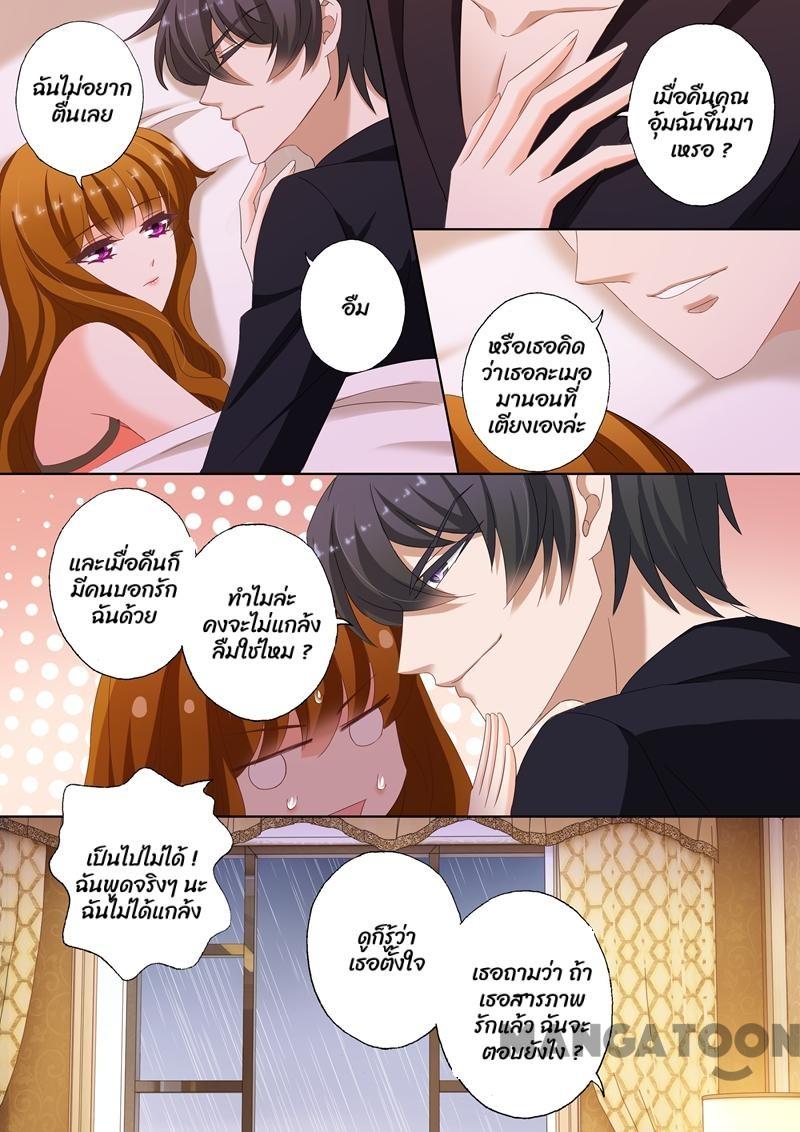 ฉันไม่อยาก
ตื่นเลย
เมื่อคืนคุณ
อุ้มฉันขึ้นมา
เหรอ ?
อืม
หรือเธอคิด
ว่าเธอละเมอ
มานอนที่
เตียงเองล่ะ
และเมื่อคืนก็
มีคนบอกรัก
ฉันด้วย
ทำไมล่ะ
คงจะไม่แกล้ง
ลืมใช่ไหม ?
เป็นไปไม่ได้ !
ฉันพูดจริงๆ นะ
ฉันไม่ได้แกล้ง
ดูก็รู้ว่า
เธอตั้งใจ
เธอถามว่า ถ้า
เธอสารภาพ
รักแล้ว ฉันจะ
ตอบยังไง ?
MANGATOON